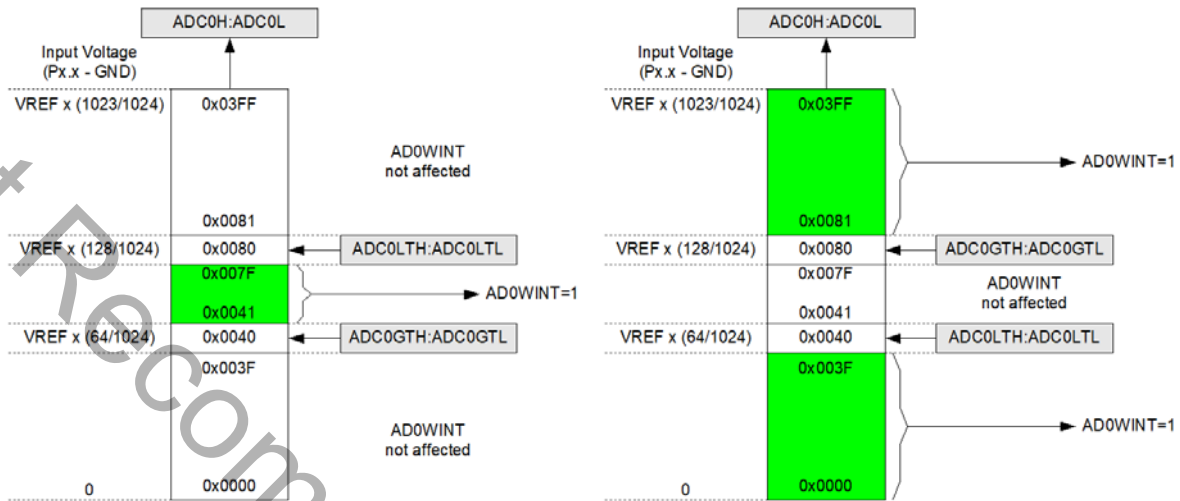 ADC0H:ADC0L
Input Voltage
(Px.x - GND)
VREF x (1023/1024)
0x03FF
AD0WINT
not affected
0x0081
VREF x (128/1024)
0x0080
ADC0LTH:ADC0LTL
0x007F
AD0WINT=1
0x0041
VREF x (64/1024)
0x0040
ADC0GTH:ADC0GTL
0x003F
AD0WINT
not affected
0
0x0000
ADC0H:ADC0L
Input Voltage
(Px.x - GND)
VREF x (1023/1024)
0x03FF
AD0WINT=1
0x0081
VREF x (128/1024)
0x0080
ADC0GTH:ADC0GTL
0x007F
AD0WINT
not affected
0x0041
VREF x (64/1024)
0x0040
ADC0LTH:ADC0LTL
0x003F
AD0WINT=1
0
0x0000